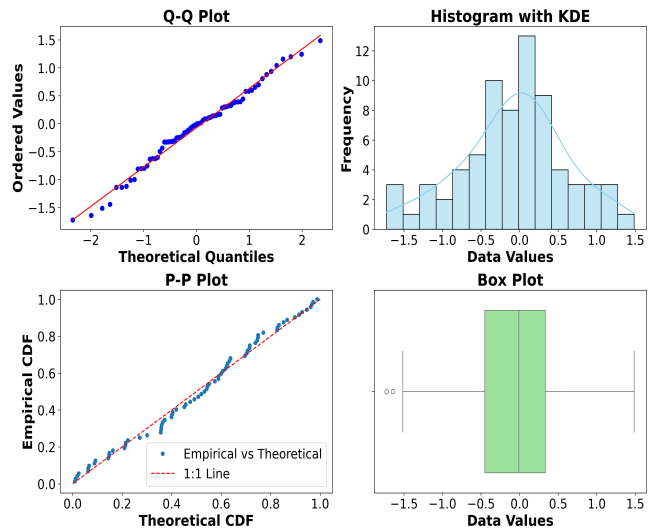 Q-Q Plot
Ordered Values
1.5
1.0
0.5
0.0
−0.5
−1.0
−1.5
−2 −1 0 1 2
Theoretical Quantiles
Histogram with KDE
Frequency
12
10
8
6
4
2
0
−1.5 −1.0 −0.5 0.0 0.5 1.0 1.5
Data Values
P-P Plot
Empirical CDF
1.0
0.8
0.6
0.4
0.2
0.0
Empirical vs Theoretical
1:1 Line
0.0 0.2 0.4 0.6 0.8 1.0
Theoretical CDF
Box Plot
−1.5 −1.0 −0.5 0.0 0.5 1.0 1.5
Data Values